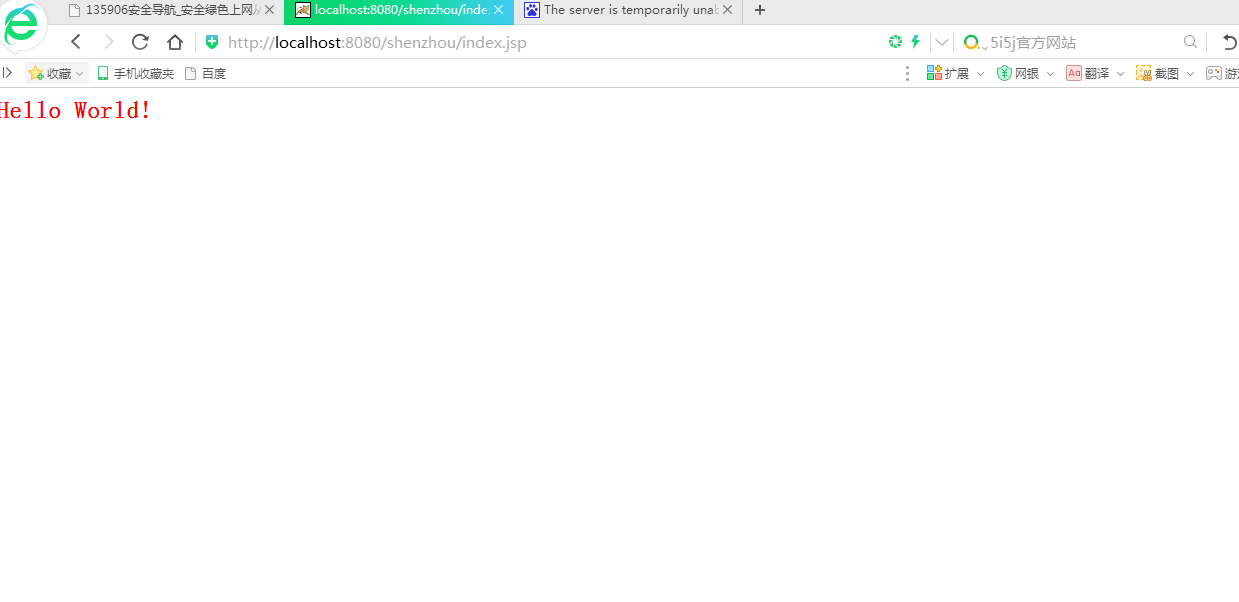 135906安全导航_安全绿色上网从 localhost:8080/shenzhou/index The server is temporarily unab
http://localhost:8080/shenzhou/index.jsp 5i5j官方网站
收藏 手机收藏夹 百度 扩展 网银 Aa 翻译 截图 游戏
Hello World!